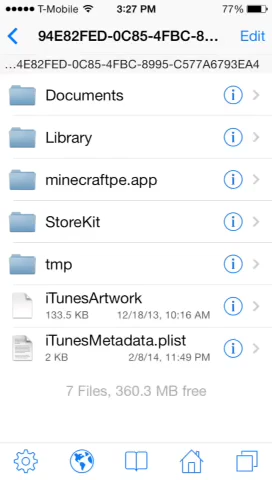 T-Mobile 3:27 PM 77%
94E82FED-0C85-4FBC-8... Edit
...4E82FED-0C85-4FBC-8995-C577A6793EA4
Documents
Library
minecraftpe.app
StoreKit
tmp
iTunesArtwork
133.5 KB 12/18/13, 10:16 AM
iTunesMetadata.plist
2 KB 2/8/14, 11:49 PM
7 Files, 360.3 MB free